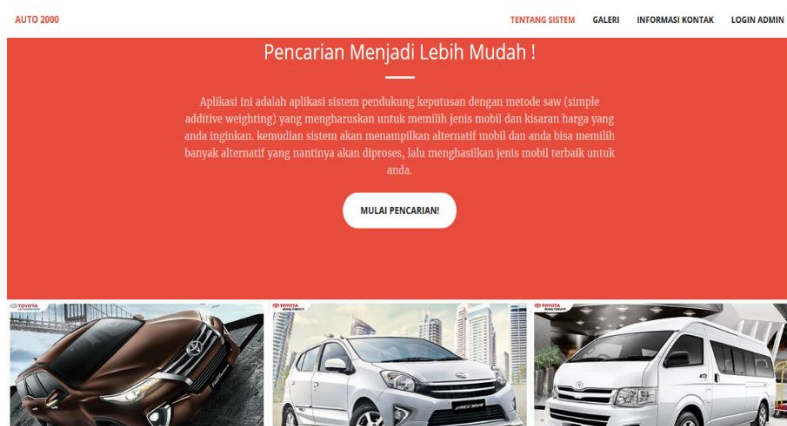 AUTO 2000
TENTANG SISTEM GALERI INFORMASI KONTAK LOGIN ADMIN
Pencarian Menjadi Lebih Mudah !
Aplikasi ini adalah aplikasi sistem pendukung keputusan dengan metode saw (simple
additive weighting) yang mengharuskan untuk memilih jenis mobil dan kisaran harga yang
anda inginkan. kemudian sistem akan menampilkan alternatif mobil dan anda bisa memilih
banyak alternatif yang nantinya akan diproses, lalu menghasilkan jenis mobil terbaik untuk
anda.
MULAI PENCARIAN!
TOYOTA
TOYOTA
TOYOTA